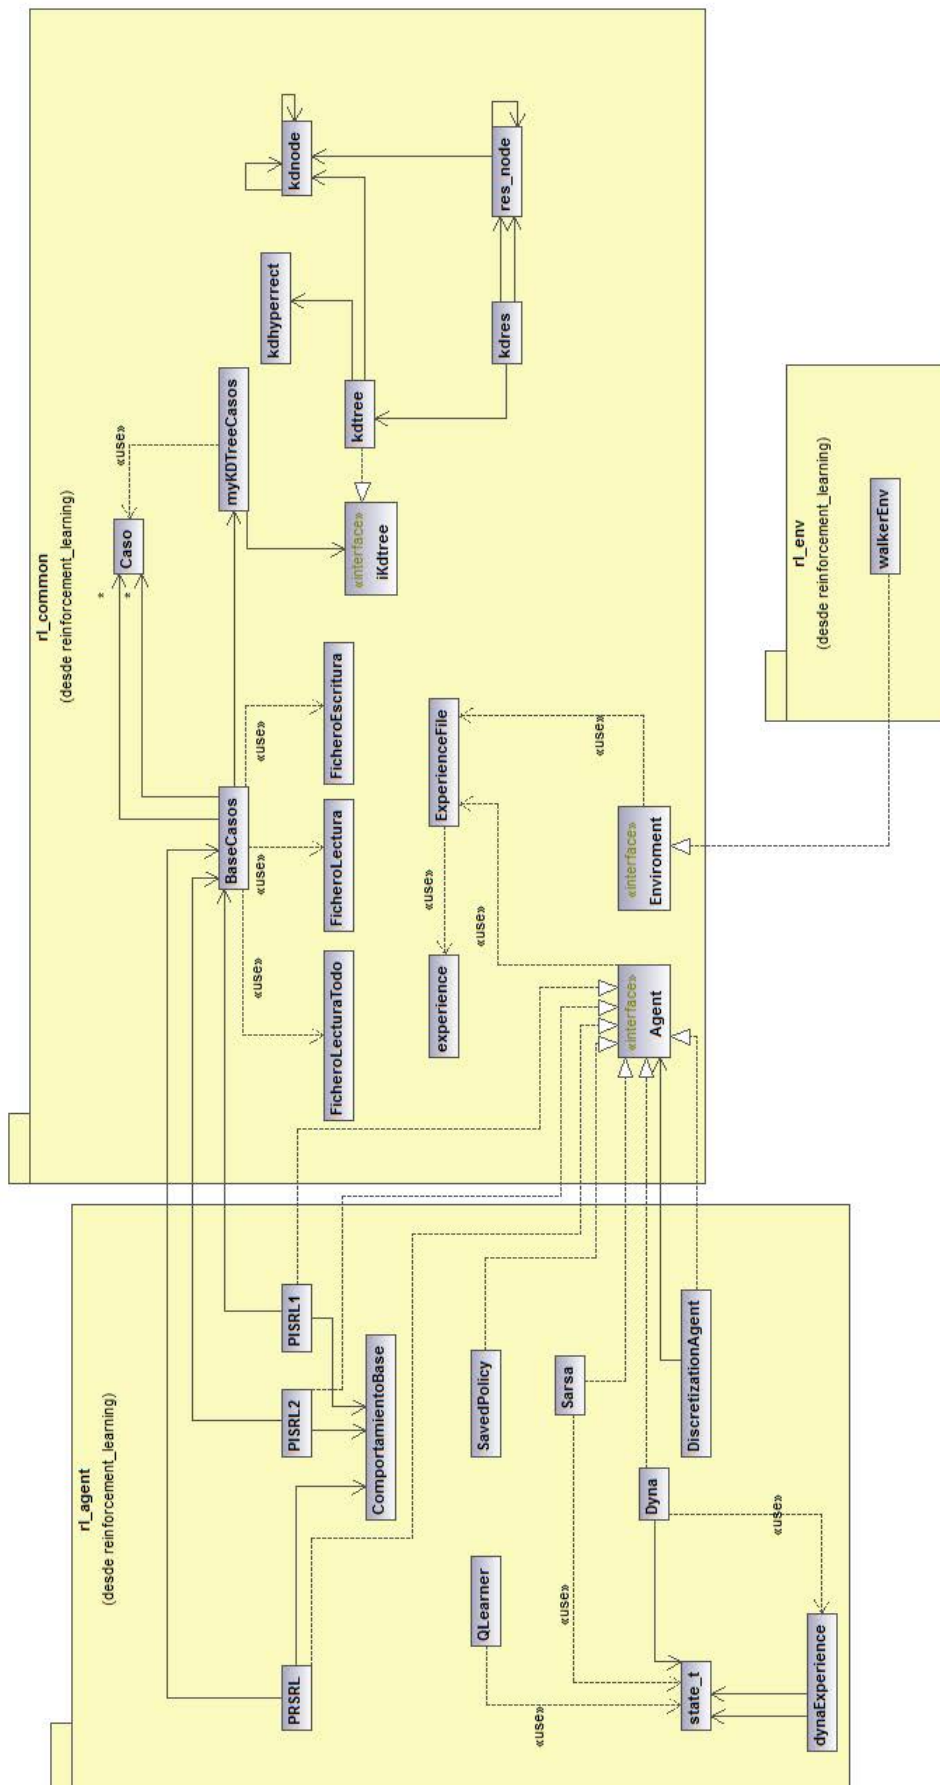 rl_agent
(desde reinforcement_learning)
PRSRL
PISRL2
PISRL1
ComportamientoBase
QLearner
SavedPolicy
«use»
«use»
Sarsa
state_t
Dyna
DiscretizationAgent
«use»
dynaExperience
rl_common
(desde reinforcement_learning)
*
*
Caso
«use»
BaseCasos
myKDTreeCasos
kdhyperrect
kdnode
«use»
«use»
«use»
FicheroLecturaTodo
FicheroLectura
FicheroEscritura
«interface»
iKdtree
kdtree
experience
«use»
ExperienceFile
«use»
kdres
res_node
«use»
«interface»
Agent
«interface»
Enviroment
rl_env
(desde reinforcement_learning)
walkerEnv